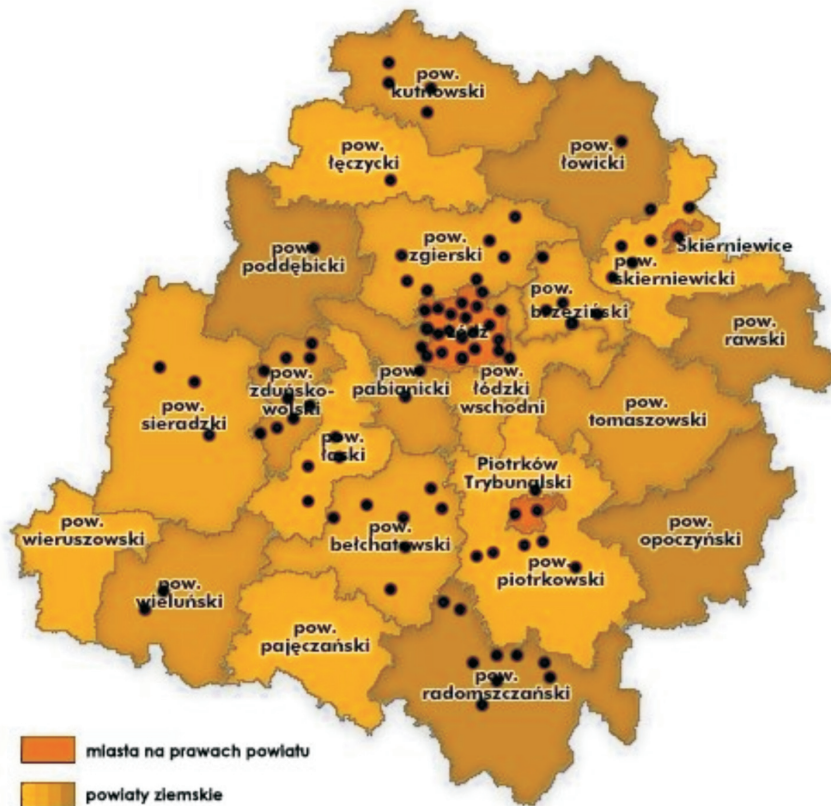 pow.
kutnowski
pow.
łęczycki
pow.
łowicki
pow.
poddębicki
pow.
zgierski
Skierniewice
pow.
skierniewicki
pow.
brzeziński
pow.
rawski
Łódź
pow.
zduńsko-
wolski
pow.
pabianicki
pow.
łódzki
wschodni
pow.
sieradzki
pow.
tomaszowski
pow.
łaski
Piotrków
Trybunalski
pow.
wieruszowski
pow.
bełchatowski
pow.
opoczyński
pow.
piotrkowski
pow.
wieluński
pow.
pajęczański
pow.
radomszczański
miasta na prawach powiatu
powiaty ziemskie